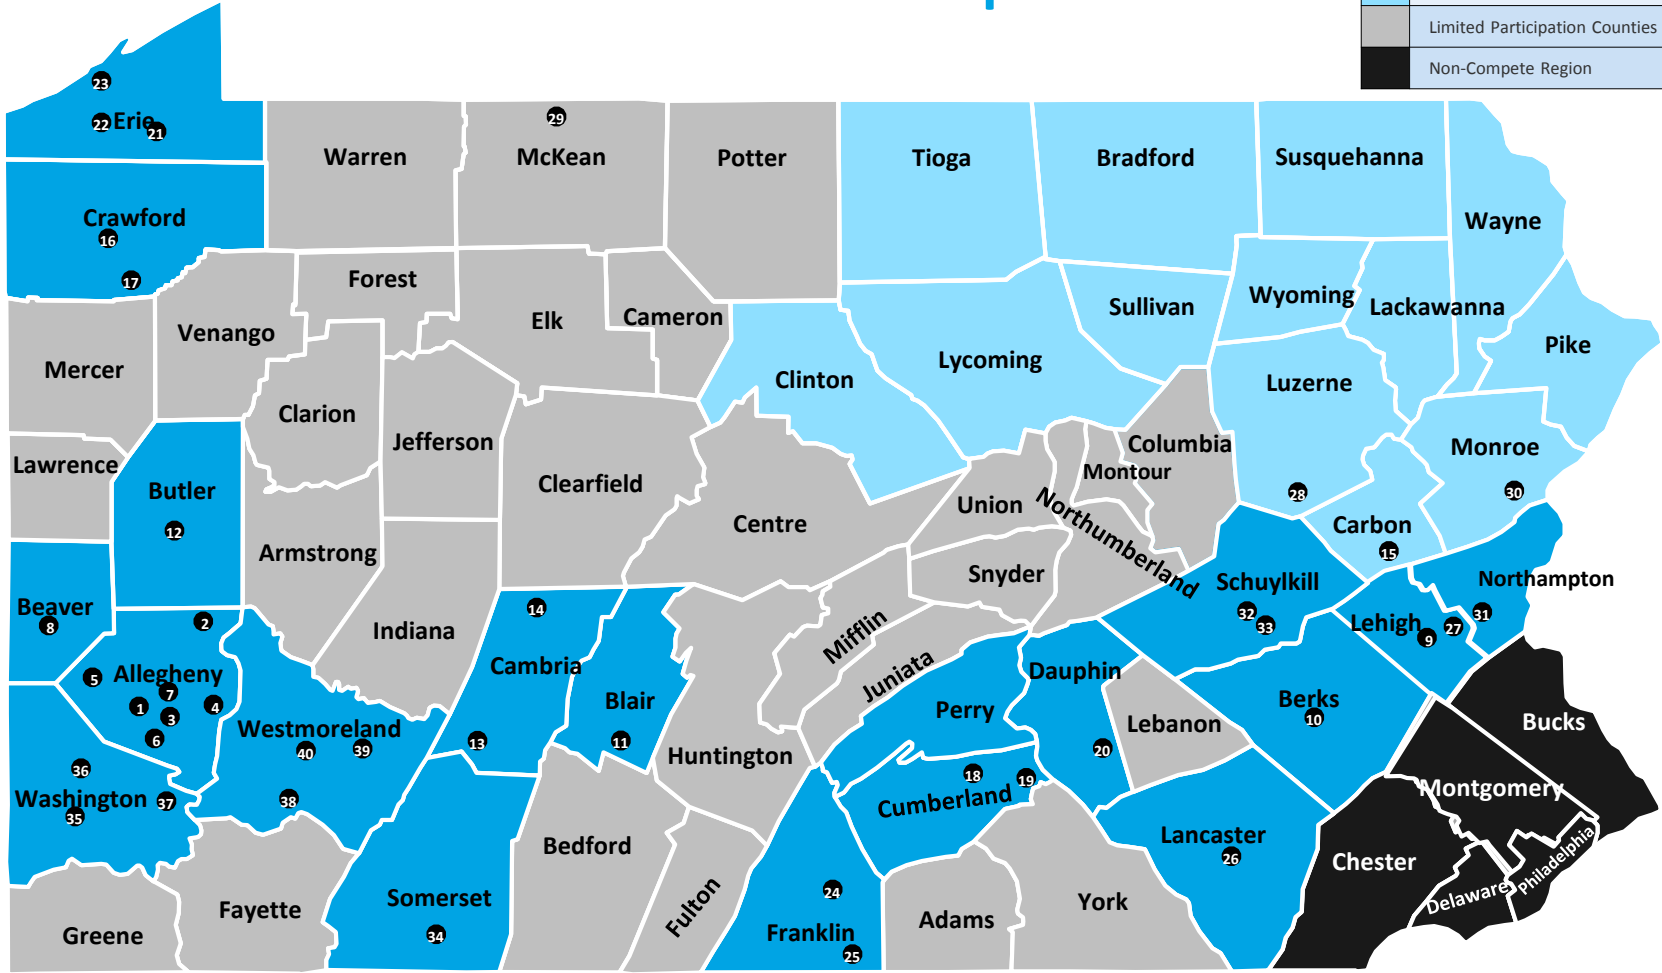 Limited Participation Counties
Non-Compete Region
23
22
Erie
21
29
Warren
McKean
Potter
Tioga
Bradford
Susquehanna
Crawford
16
17
Wayne
Forest
Venango
Elk
Cameron
Sullivan
Wyoming
Lackawanna
Mercer
Clinton
Lycoming
Luzerne
Pike
Clarion
Jefferson
Columbia
Montour
Monroe
Lawrence
Butler
12
Clearfield
Union
28
30
Centre
Northumberland
Carbon
15
Armstrong
Snyder
Schuylkill
32
33
Northampton
Beaver
8
2
14
Indiana
Mifflin
Lehigh
9
27
31
Allegheny
5
7
1
3
4
6
Cambria
13
Blair
11
Juniata
Dauphin
20
Perry
Berks
10
Lebanon
Westmoreland
40
39
38
Huntington
Bucks
36
Washington
37
35
18
19
Cumberland
Montgomery
Bedford
Lancaster
26
Chester
Philadelphia
Delaware
Somerset
34
Fulton
24
Franklin
25
Adams
York
Fayette
Greene